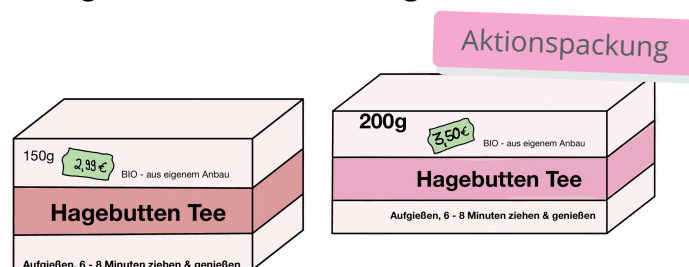 Aktionspackung
150g
2,99€
BIO - aus eigenem Anbau
Hagebutten Tee
Aufgießen, 6 - 8 Minuten ziehen & genießen
200g
3,50€
BIO - aus eigenem Anbau
Hagebutten Tee
Aufgießen, 6 - 8 Minuten ziehen & genießen